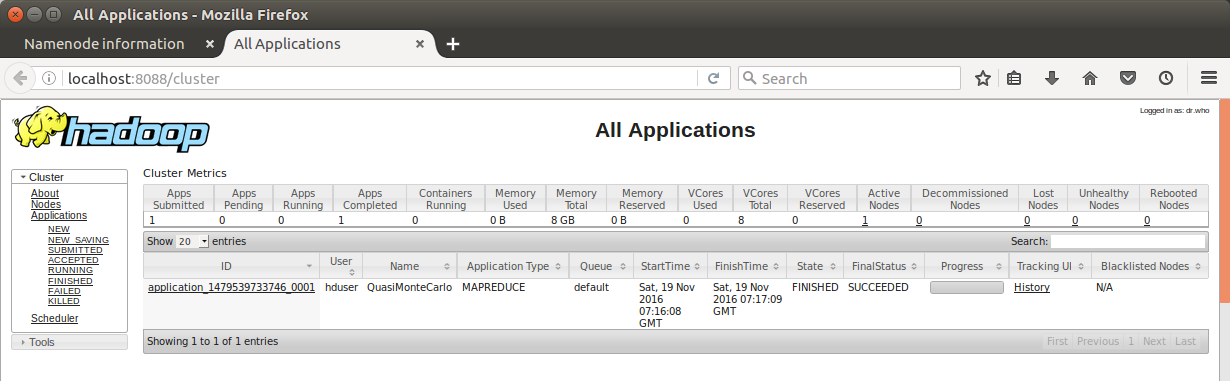 All Applications - Mozilla Firefox
Namenode information
All Applications
localhost:8088/cluster
Search
Logged in as: dr.who
hadoop
All Applications
Cluster
About
Nodes
Applications
NEW
NEW_SAVING
SUBMITTED
ACCEPTED
RUNNING
FINISHED
FAILED
KILLED
Scheduler
Tools
Cluster Metrics
Apps Submitted Apps Pending Apps Running Apps Completed Containers Running Memory Used Memory Total Memory Reserved VCores Used VCores Total VCores Reserved Active Nodes Decommissioned Nodes Lost Nodes Unhealthy Nodes Rebooted Nodes
1 0 0 1 0 0 B 8 GB 0 B 0 8 0 1 0 0 0 0
Show 20 entries Search:
ID User Name Application Type Queue StartTime FinishTime State FinalStatus Progress Tracking UI Blacklisted Nodes
application_1479539733746_0001 hduser QuasiMonteCarlo MAPREDUCE default Sat, 19 Nov 2016 07:16:08 GMT Sat, 19 Nov 2016 07:17:09 GMT FINISHED SUCCEEDED History N/A
Showing 1 to 1 of 1 entries First Previous 1 Next Last